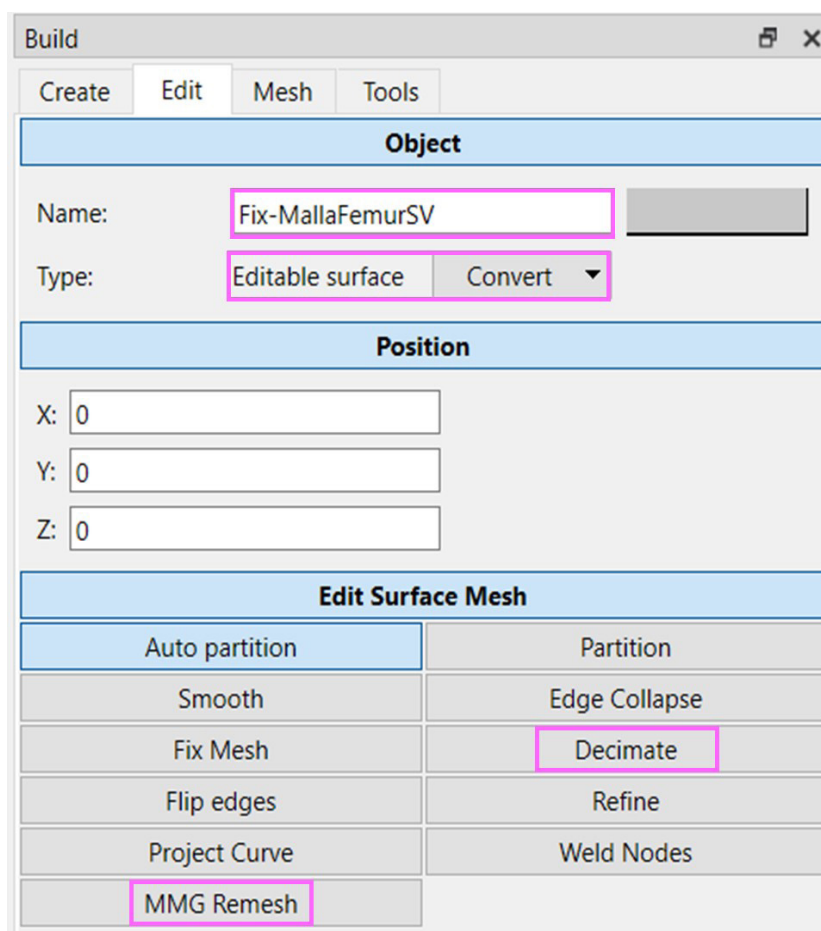 Build
Create Edit Mesh Tools
Object
Name: Fix-MallaFemurSV
Type: Editable surface Convert
Position
X: 0
Y: 0
Z: 0
Edit Surface Mesh
Auto partition Partition
Smooth Edge Collapse
Fix Mesh Decimate
Flip edges Refine
Project Curve Weld Nodes
MMG Remesh